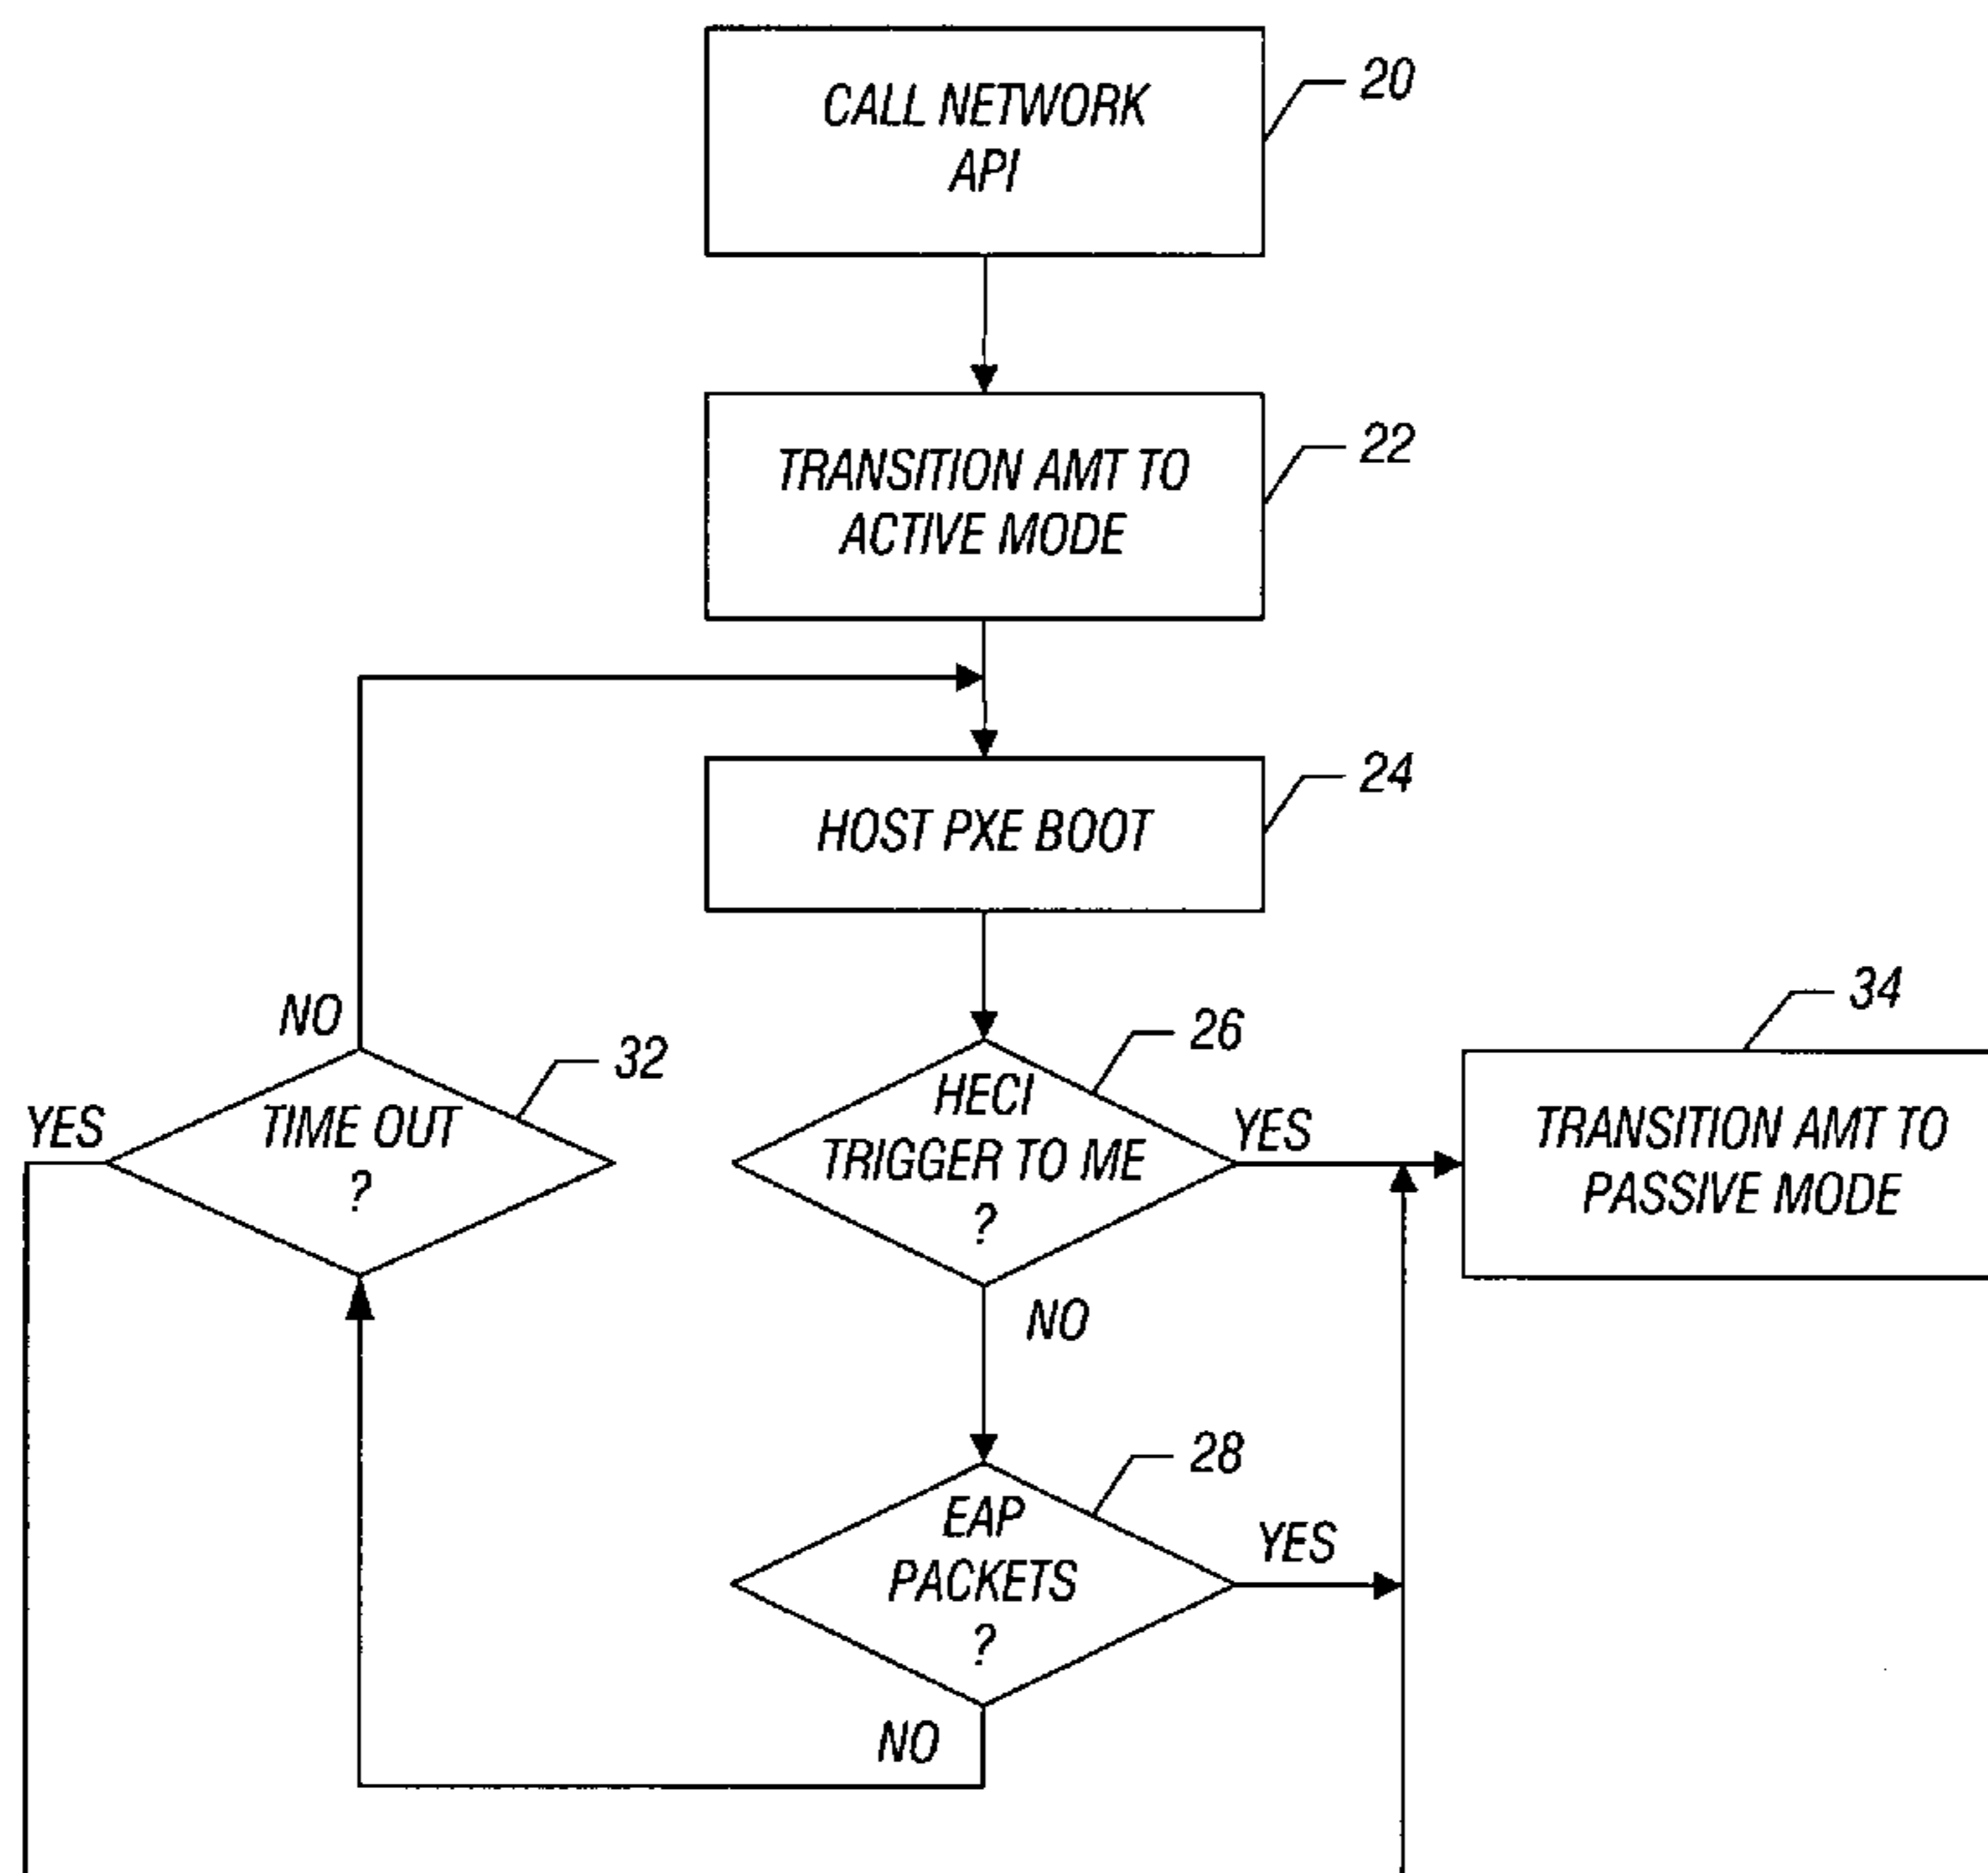 CALL NETWORK
API
20
TRANSITION AMT TO
ACTIVE MODE
22
HOST PXE BOOT
24
NO
32
TIME OUT
?
YES
26
HECI
TRIGGER TO ME
?
YES
NO
34
TRANSITION AMT TO
PASSIVE MODE
28
EAP
PACKETS
?
YES
NO